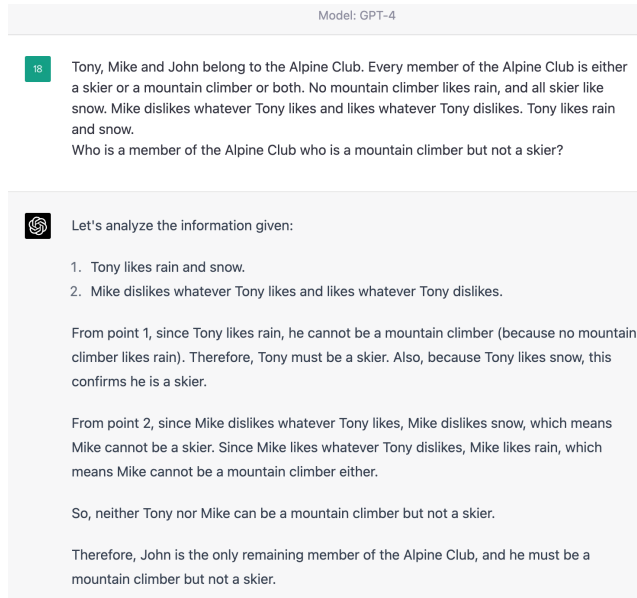 Model: GPT-4
18
Tony, Mike and John belong to the Alpine Club. Every member of the Alpine Club is either
a skier or a mountain climber or both. No mountain climber likes rain, and all skier like
snow. Mike dislikes whatever Tony likes and likes whatever Tony dislikes. Tony likes rain
and snow.
Who is a member of the Alpine Club who is a mountain climber but not a skier?
Let's analyze the information given:
1. Tony likes rain and snow.
2. Mike dislikes whatever Tony likes and likes whatever Tony dislikes.
From point 1, since Tony likes rain, he cannot be a mountain climber (because no mountain
climber likes rain). Therefore, Tony must be a skier. Also, because Tony likes snow, this
confirms he is a skier.
From point 2, since Mike dislikes whatever Tony likes, Mike dislikes snow, which means
Mike cannot be a skier. Since Mike likes whatever Tony dislikes, Mike likes rain, which
means Mike cannot be a mountain climber either.
So, neither Tony nor Mike can be a mountain climber but not a skier.
Therefore, John is the only remaining member of the Alpine Club, and he must be a
mountain climber but not a skier.